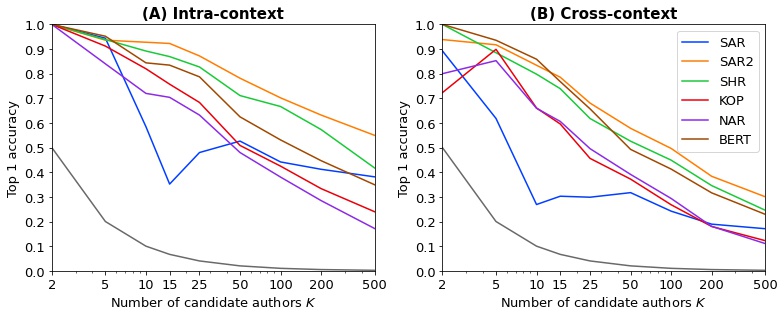 (A) Intra-context
Top 1 accuracy
1.0
0.9
0.8
0.7
0.6
0.5
0.4
0.3
0.2
0.1
0.0
2 5 10 15 25 50 100 200 500
Number of candidate authors K
(B) Cross-context
Top 1 accuracy
1.0
0.9
0.8
0.7
0.6
0.5
0.4
0.3
0.2
0.1
0.0
SAR
SAR2
SHR
KOP
NAR
BERT
2 5 10 15 25 50 100 200 500
Number of candidate authors K